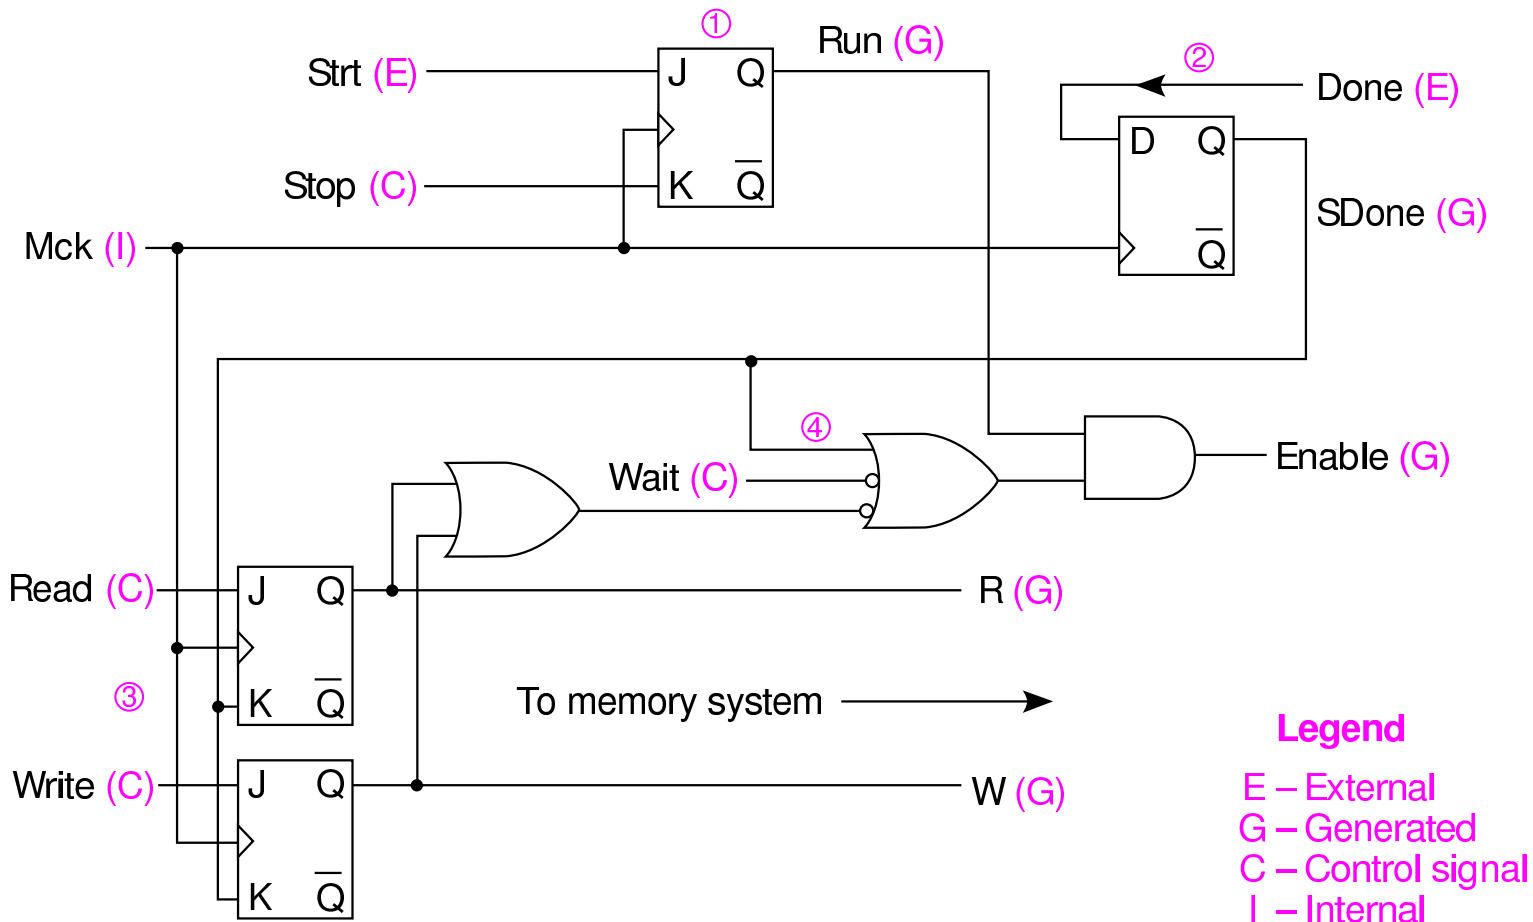 ①
Run (G)
Strt (E)
J Q
②
Done (E)
D Q
Stop (C)
K Q
SDone (G)
Mck (I)
Q
④
Wait (C)
Enable (G)
Read (C)
J Q
R (G)
③
K Q
To memory system
Legend
Write (C)
J Q
W (G)
E – External
G – Generated
C – Control signal
K Q
I – Internal